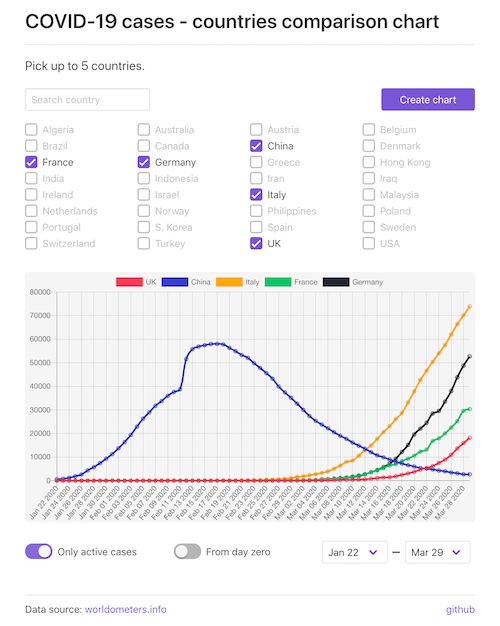 COVID-19 cases - countries comparison chart
Pick up to 5 countries.
Search country
Create chart
Algeria Australia Austria Belgium
Brazil Canada China Denmark
France Germany Greece Hong Kong
India Indonesia Iran Iraq
Ireland Israel Italy Malaysia
Netherlands Norway Philippines Poland
Portugal S. Korea Spain Sweden
Switzerland Turkey UK USA
UK China Italy France Germany
80000
70000
60000
50000
40000
30000
20000
10000
0
Jan 22 2020 Jan 24 2020 Jan 26 2020 Jan 28 2020 Jan 30 2020 Feb 01 2020 Feb 03 2020 Feb 05 2020 Feb 07 2020 Feb 09 2020 Feb 11 2020 Feb 13 2020 Feb 15 2020 Feb 17 2020 Feb 19 2020 Feb 21 2020 Feb 23 2020 Feb 25 2020 Feb 27 2020 Feb 29 2020 Mar 02 2020 Mar 04 2020 Mar 06 2020 Mar 08 2020 Mar 10 2020 Mar 12 2020 Mar 14 2020 Mar 16 2020 Mar 18 2020 Mar 20 2020 Mar 22 2020 Mar 24 2020 Mar 26 2020 Mar 28 2020
Only active cases From day zero Jan 22 – Mar 29
Data source: worldometers.info github